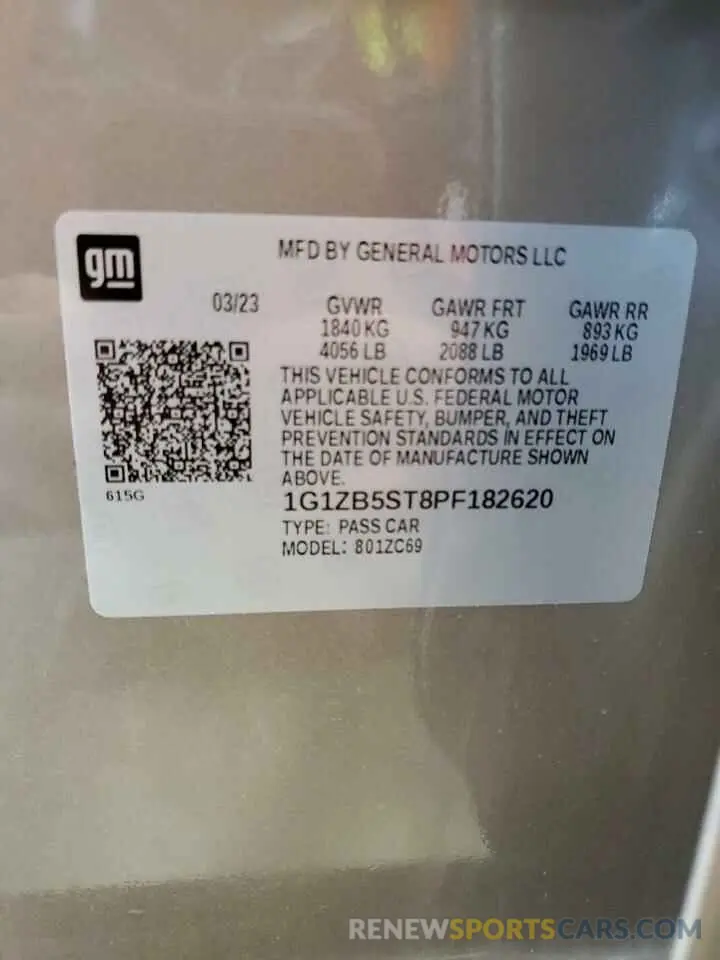 gm
MFD BY GENERAL MOTORS LLC
03/23
GVWR GAWR FRT GAWR RR
1840 KG 947 KG 893 KG
4056 LB 2088 LB 1969 LB
THIS VEHICLE CONFORMS TO ALL
APPLICABLE U.S. FEDERAL MOTOR
VEHICLE SAFETY, BUMPER, AND THEFT
PREVENTION STANDARDS IN EFFECT ON
THE DATE OF MANUFACTURE SHOWN
ABOVE.
615G
1G1ZB5ST8PF182620
TYPE: PASS CAR
MODEL: 801ZC69
RENEWSPORTSCARS.COM